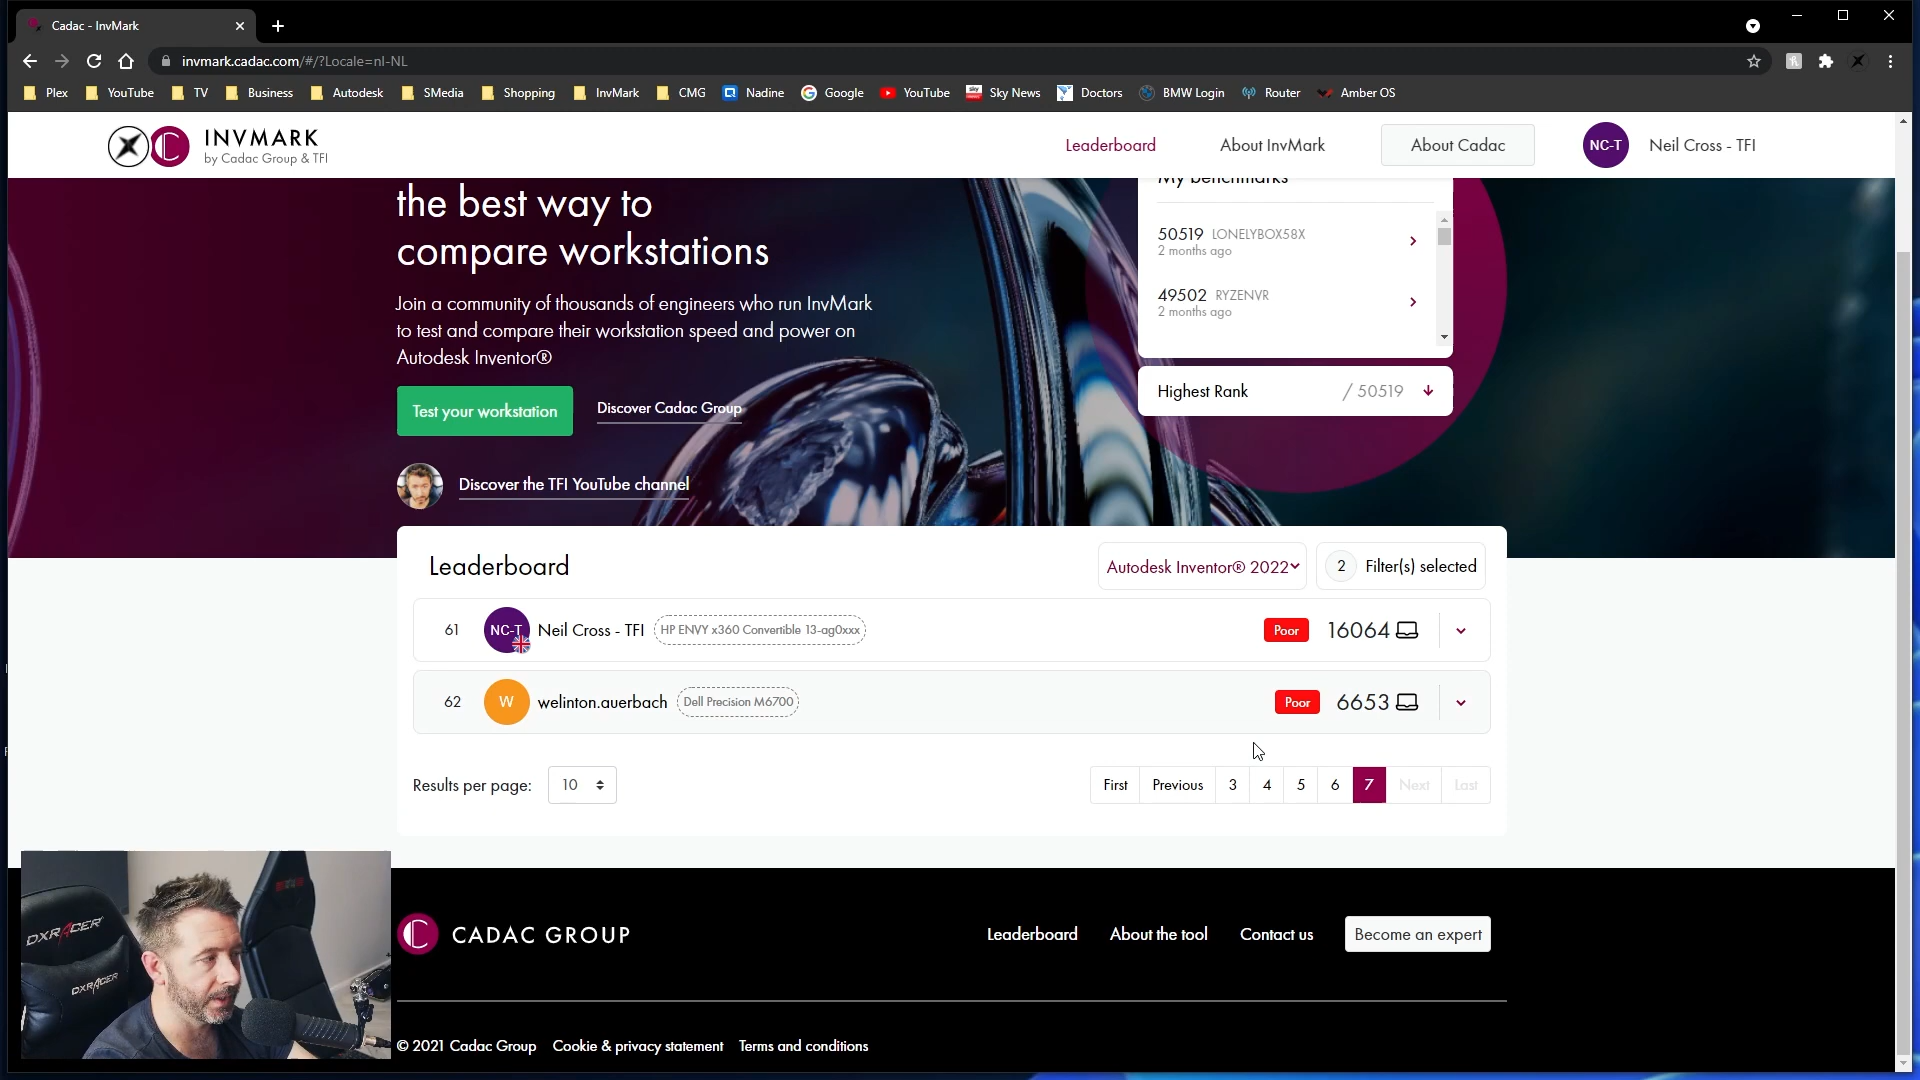 Cadac - InvMark
invmark.cadac.com/#/?Locale=nl-NL
Plex YouTube TV Business Autodesk SMedia Shopping InvMark CMG Nadine Google YouTube Sky News Doctors BMW Login Router Amber OS
INVMARK
by Cadac Group & TFI
Leaderboard About InvMark About Cadac NC-T Neil Cross - TFI
the best way to
compare workstations
Join a community of thousands of engineers who run InvMark
to test and compare their workstation speed and power on
Autodesk Inventor®
Test your workstation Discover Cadac Group
Discover the TFI YouTube channel
My benchmarks
50519 LONELYBOX58X
2 months ago
49502 RYZENVR
2 months ago
Highest Rank / 50519
Leaderboard Autodesk Inventor® 2022 2 Filter(s) selected
61 NC-T Neil Cross - TFI HP ENVY x360 Convertible 13-ag0xxx Poor 16064
62 W welinton.auerbach Dell Precision M6700 Poor 6653
Results per page: 10 First Previous 3 4 5 6 7 Next Last
DXRACER
DXRACER
CADAC GROUP
Leaderboard About the tool Contact us Become an expert
© 2021 Cadac Group Cookie & privacy statement Terms and conditions